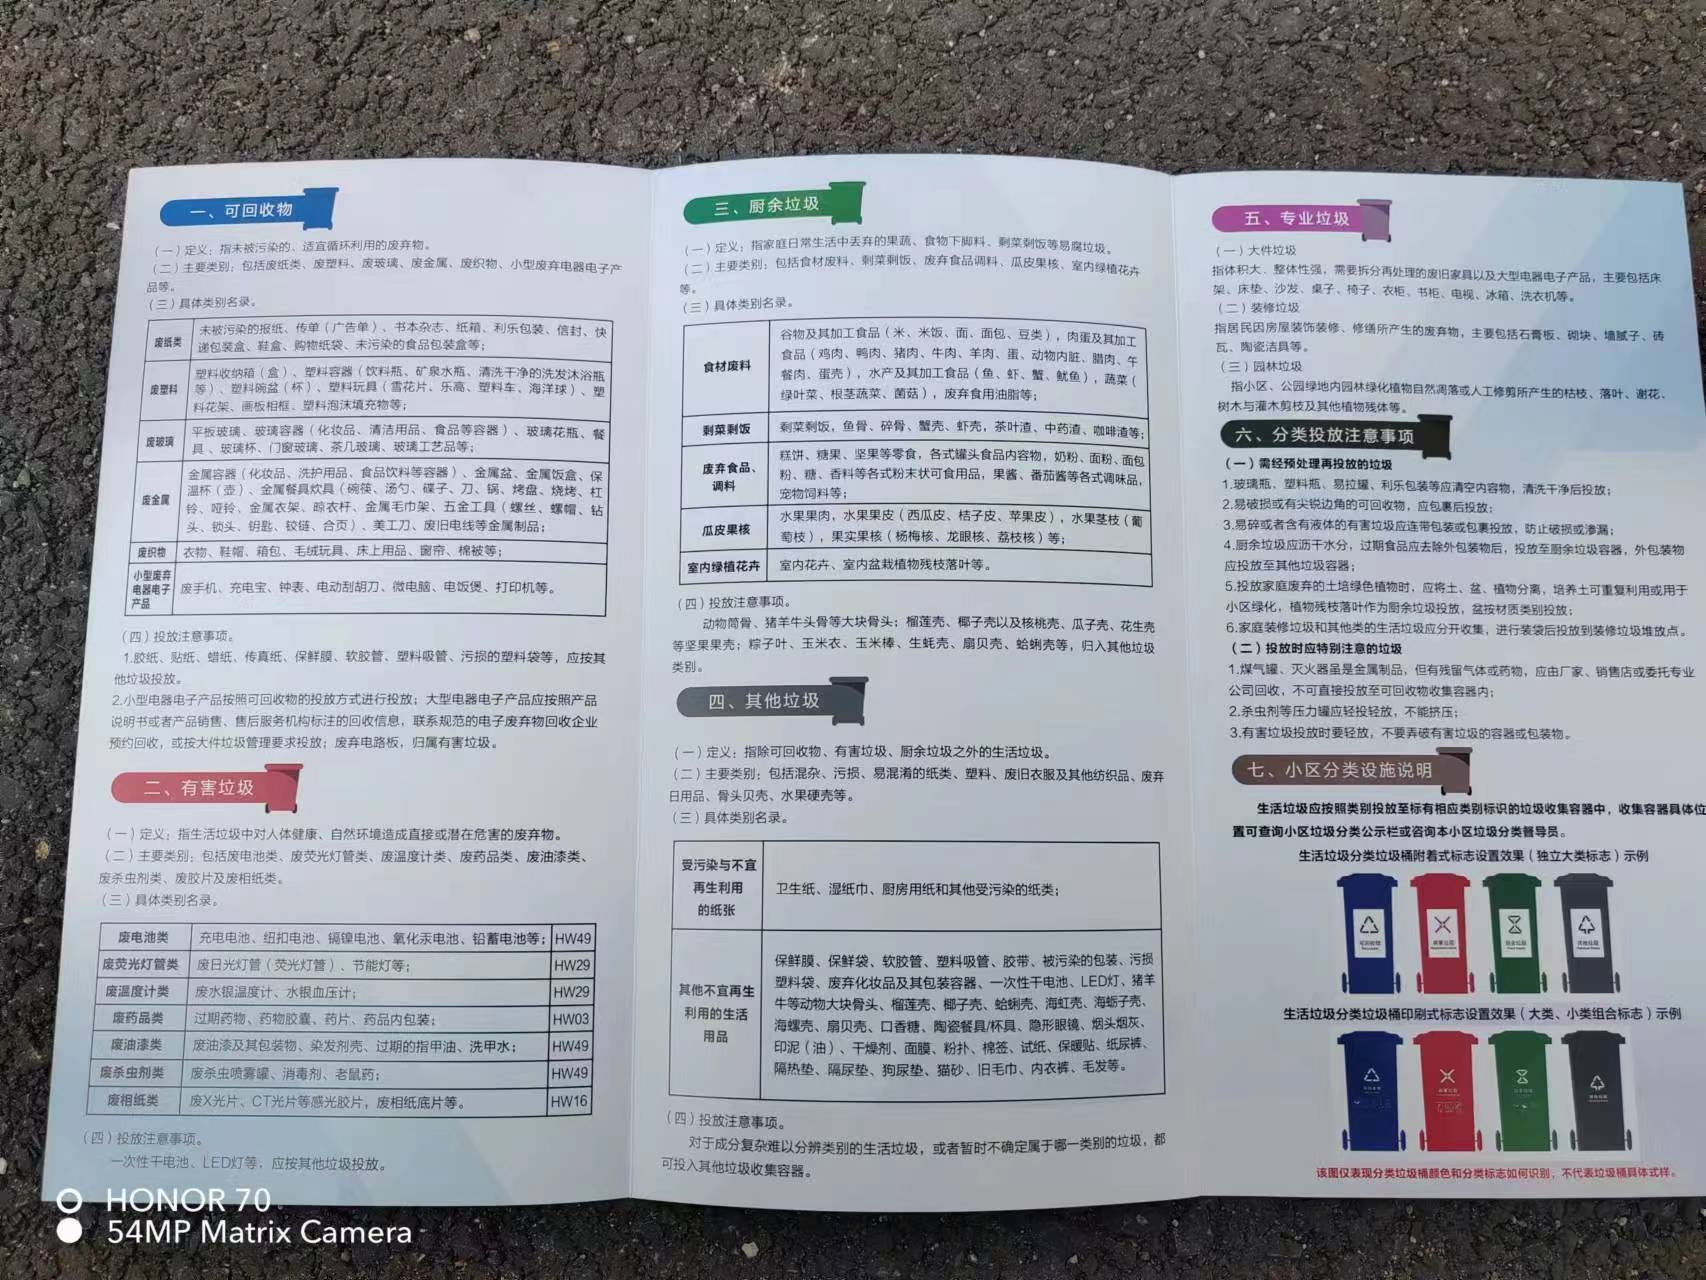 一、可回收物
（一）定义：指未被污染的、适宜循环利用的废弃物。
（二）主要类别：包括废纸类、废塑料、废玻璃、废金属、废织物、小型废弃电器电子产
品等。
（三）具体类别名录。
废纸类
未被污染的报纸、传单（广告单）、书本杂志、纸箱、利乐包装、信封、快
递包装盒、鞋盒、购物纸袋、未污染的食品包装盒等；
废塑料
塑料收纳箱（盒）、塑料容器（饮料瓶、矿泉水瓶、清洗干净的洗发沐浴瓶
等）、塑料碗盆（杯）、塑料玩具（雪花片、乐高、塑料车、海洋球）、塑
料花架、画板相框、塑料泡沫填充物等；
废玻璃
平板玻璃、玻璃容器（化妆品、清洁用品、食品等容器）、玻璃花瓶、餐
具、玻璃杯、门窗玻璃、茶几玻璃、玻璃工艺品等；
废金属
金属容器（化妆品、洗护用品、食品饮料等容器）、金属盆、金属饭盒、保
温杯（壶）、金属餐具炊具（碗筷、汤勺、碟子、刀、锅、烤盘、烧烤、杠
铃、哑铃、金属衣架、晾衣杆、金属毛巾架、五金工具（螺丝、螺帽、钻
头、锁头、钥匙、铰链、合页）、美工刀、废旧电线等金属制品；
废织物
衣物、鞋帽、箱包、毛绒玩具、床上用品、窗帘、棉被等；
小型废弃
电器电子
产品
废手机、充电宝、钟表、电动刮胡刀、微电脑、电饭煲、打印机等。
（四）投放注意事项。
1.胶纸、贴纸、蜡纸、传真纸、保鲜膜、软胶管、塑料吸管、污损的塑料袋等，应按其
他垃圾投放。
2.小型电器电子产品按照可回收物的投放方式进行投放；大型电器电子产品应按照产品
说明书或者产品销售、售后服务机构标注的回收信息，联系规范的电子废弃物回收企业
预约回收，或按大件垃圾管理要求投放；废弃电路板，归属有害垃圾。
二、有害垃圾
（一）定义：指生活垃圾中对人体健康、自然环境造成直接或潜在危害的废弃物。
（二）主要类别：包括废电池类、废荧光灯管类、废温度计类、废药品类、废油漆类、
废杀虫剂类、废胶片及废相纸类。
（三）具体类别名录。
废电池类 充电电池、纽扣电池、镉镍电池、氧化汞电池、铅蓄电池等； HW49
废荧光灯管类 废日光灯管（荧光灯管）、节能灯等； HW29
废温度计类 废水银温度计、水银血压计； HW29
废药品类 过期药物、药物胶囊、药片、药品内包装； HW03
废油漆类 废油漆及其包装物、染发剂壳、过期的指甲油、洗甲水； HW49
废杀虫剂类 废杀虫喷雾罐、消毒剂、老鼠药； HW49
废相纸类 废X光片、CT光片等感光胶片，废相纸底片等。 HW16
（四）投放注意事项。
一次性干电池、LED灯等，应按其他垃圾投放。
三、厨余垃圾
（一）定义：指家庭日常生活中丢弃的果蔬、食物下脚料、剩菜剩饭等易腐垃圾。
（二）主要类别：包括食材废料、剩菜剩饭、废弃食品调料、瓜皮果核、室内绿植花卉
等。
（三）具体类别名录。
食材废料
谷物及其加工食品（米、米饭、面、面包、豆类），肉蛋及其加工
食品（鸡肉、鸭肉、猪肉、牛肉、羊肉、蛋、动物内脏、腊肉、午
餐肉、蛋壳），水产及其加工食品（鱼、虾、蟹、鱿鱼），蔬菜（
绿叶菜、根茎蔬菜、菌菇），废弃食用油脂等；
剩菜剩饭
剩菜剩饭，鱼骨、碎骨、蟹壳、虾壳，茶叶渣、中药渣、咖啡渣等；
废弃食品、
调料
糕饼、糖果、坚果等零食，各式罐头食品内容物，奶粉、面粉、面包
粉、糖、香料等各式粉末状可食用品，果酱、番茄酱等各式调味品，
宠物饲料等；
瓜皮果核
水果果肉，水果果皮（西瓜皮、桔子皮、苹果皮），水果茎枝（葡
萄枝），果实果核（杨梅核、龙眼核、荔枝核）等；
室内绿植花卉 室内花卉、室内盆栽植物残枝落叶等。
（四）投放注意事项。
动物筒骨、猪羊牛头骨等大块骨头；榴莲壳、椰子壳以及核桃壳、瓜子壳、花生壳
等坚果果壳；粽子叶、玉米衣、玉米棒、生蚝壳、扇贝壳、蛤蜊壳等，归入其他垃圾
类别。
四、其他垃圾
（一）定义：指除可回收物、有害垃圾、厨余垃圾之外的生活垃圾。
（二）主要类别：包括混杂、污损、易混淆的纸类、塑料、废旧衣服及其他纺织品、废弃
日用品、骨头贝壳、水果硬壳等。
（三）具体类别名录。
受污染与不宜
再生利用
的纸张
卫生纸、湿纸巾、厨房用纸和其他受污染的纸类；
其他不宜再生
利用的生活
用品
保鲜膜、保鲜袋、软胶管、塑料吸管、胶带、被污染的包装、污损
塑料袋、废弃化妆品及其包装容器、一次性干电池、LED灯、猪羊
牛等动物大块骨头、榴莲壳、椰子壳、蛤蜊壳、海虹壳、海蛎子壳、
海螺壳、扇贝壳、口香糖、陶瓷餐具/杯具、隐形眼镜、烟头烟灰、
印泥（油）、干燥剂、面膜、粉扑、棉签、试纸、保暖贴、纸尿裤、
隔热垫、隔尿垫、狗尿垫、猫砂、旧毛巾、内衣裤、毛发等。
（四）投放注意事项。
对于成分复杂难以分辨类别的生活垃圾，或者暂时不确定属于哪一类别的垃圾，都
可投入其他垃圾收集容器。
五、专业垃圾
（一）大件垃圾
指体积大、整体性强，需要拆分再处理的废旧家具以及大型电器电子产品，主要包括床
架、床垫、沙发、桌子、椅子、衣柜、书柜、电视、冰箱、洗衣机等。
（二）装修垃圾
指居民因房屋装饰装修、修缮所产生的废弃物，主要包括石膏板、砌块、墙腻子、砖
瓦、陶瓷洁具等。
（三）园林垃圾
指小区、公园绿地内园林绿化植物自然凋落或人工修剪所产生的枯枝、落叶、谢花、
树木与灌木剪枝及其他植物残体等。
六、分类投放注意事项
（一）需经预处理再投放的垃圾
1.玻璃瓶、塑料瓶、易拉罐、利乐包装等应清空内容物，清洗干净后投放；
2.易破损或有尖锐边角的可回收物，应包裹后投放；
3.易碎或者含有液体的有害垃圾应连带包装或包裹投放，防止破损或渗漏；
4.厨余垃圾应沥干水分，过期食品应去除外包装物后，投放至厨余垃圾容器，外包装物
应投放至其他垃圾容器；
5.投放家庭废弃的土培绿色植物时，应将土、盆、植物分离，培养土可重复利用或用于
小区绿化，植物残枝落叶作为厨余垃圾投放，盆按材质类别投放；
6.家庭装修垃圾和其他类的生活垃圾应分开收集，进行装袋后投放到装修垃圾堆放点。
（二）投放时应特别注意的垃圾
1.煤气罐、灭火器虽是金属制品，但有残留气体或药物，应由厂家、销售店或委托专业
公司回收，不可直接投放至可回收物收集容器内；
2.杀虫剂等压力罐应轻投轻放，不能挤压；
3.有害垃圾投放时要轻放，不要弄破有害垃圾的容器或包装物。
七、小区分类设施说明
生活垃圾应按照类别投放至标有相应类别标识的垃圾收集容器中，收集容器具体位
置可查询小区垃圾分类公示栏或咨询本小区垃圾分类督导员。
生活垃圾分类垃圾桶附着式标志设置效果（独立大类标志）示例
可回收物 有害垃圾 厨余垃圾 其他垃圾
生活垃圾分类垃圾桶印刷式标志设置效果（大类、小类组合标志）示例
该图仅表现分类垃圾桶颜色和分类标志如何识别，不代表垃圾桶具体式样。
HONOR 70
54MP Matrix Camera